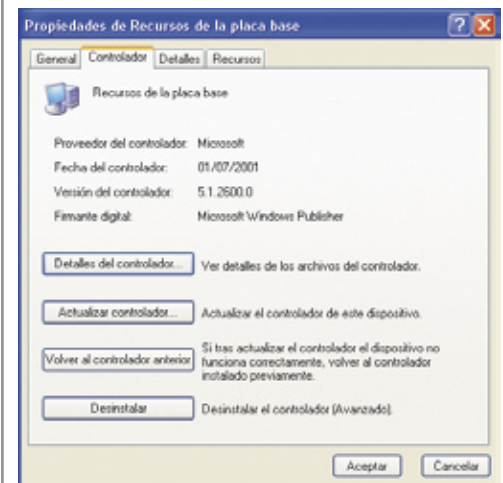 Propiedades de Recursos de la placa base
General Controlador Detalles Recursos
Recursos de la placa base
Proveedor del controlador: Microsoft
Fecha del controlador: 01/07/2001
Versión del controlador: 5.1.2600.0
Firmante digital: Microsoft Windows Publisher
Detalles del controlador... Ver detalles de los archivos del controlador.
Actualizar controlador... Actualizar el controlador de este dispositivo.
Volver al controlador anterior
Si tras actualizar el controlador el dispositivo no
funciona correctamente, volver al controlador
instalado previamente.
Desinstalar Desinstalar el controlador (Avanzado).
Aceptar Cancelar